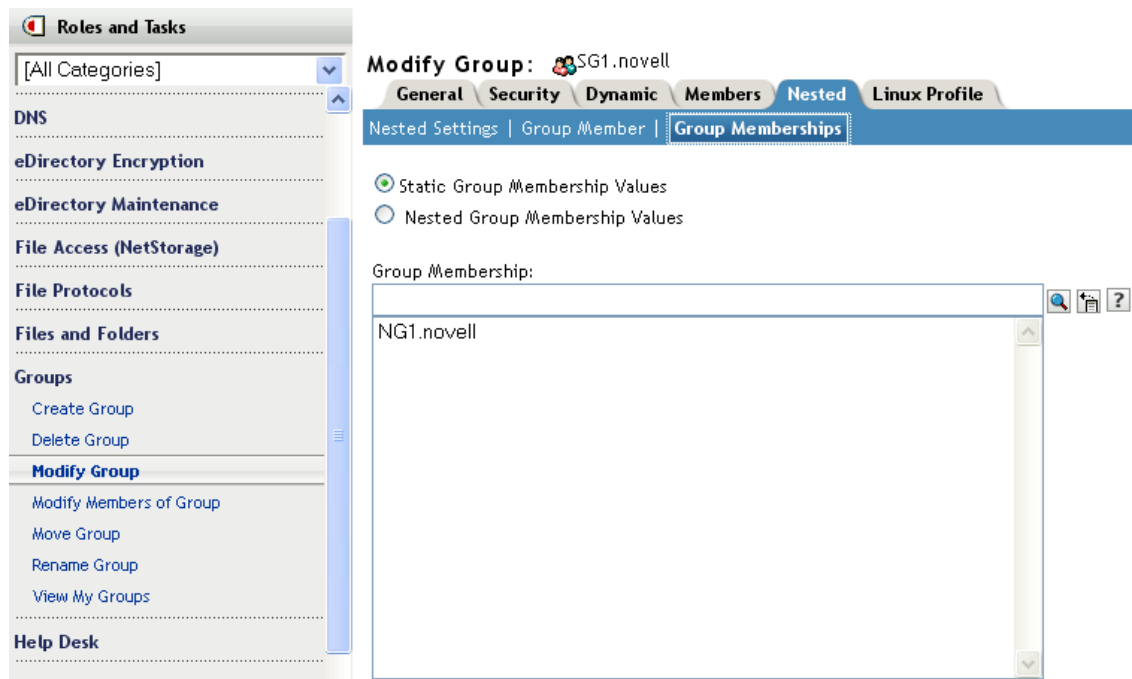 Roles and Tasks
[All Categories]
DNS
eDirectory Encryption
eDirectory Maintenance
File Access (NetStorage)
File Protocols
Files and Folders
Groups
Create Group
Delete Group
Modify Group
Modify Members of Group
Move Group
Rename Group
View My Groups
Help Desk
Modify Group: SG1.novell
General Security Dynamic Members Nested Linux Profile
Nested Settings | Group Member | Group Memberships
Static Group Membership Values
Nested Group Membership Values
Group Membership:
?
NG1.novell